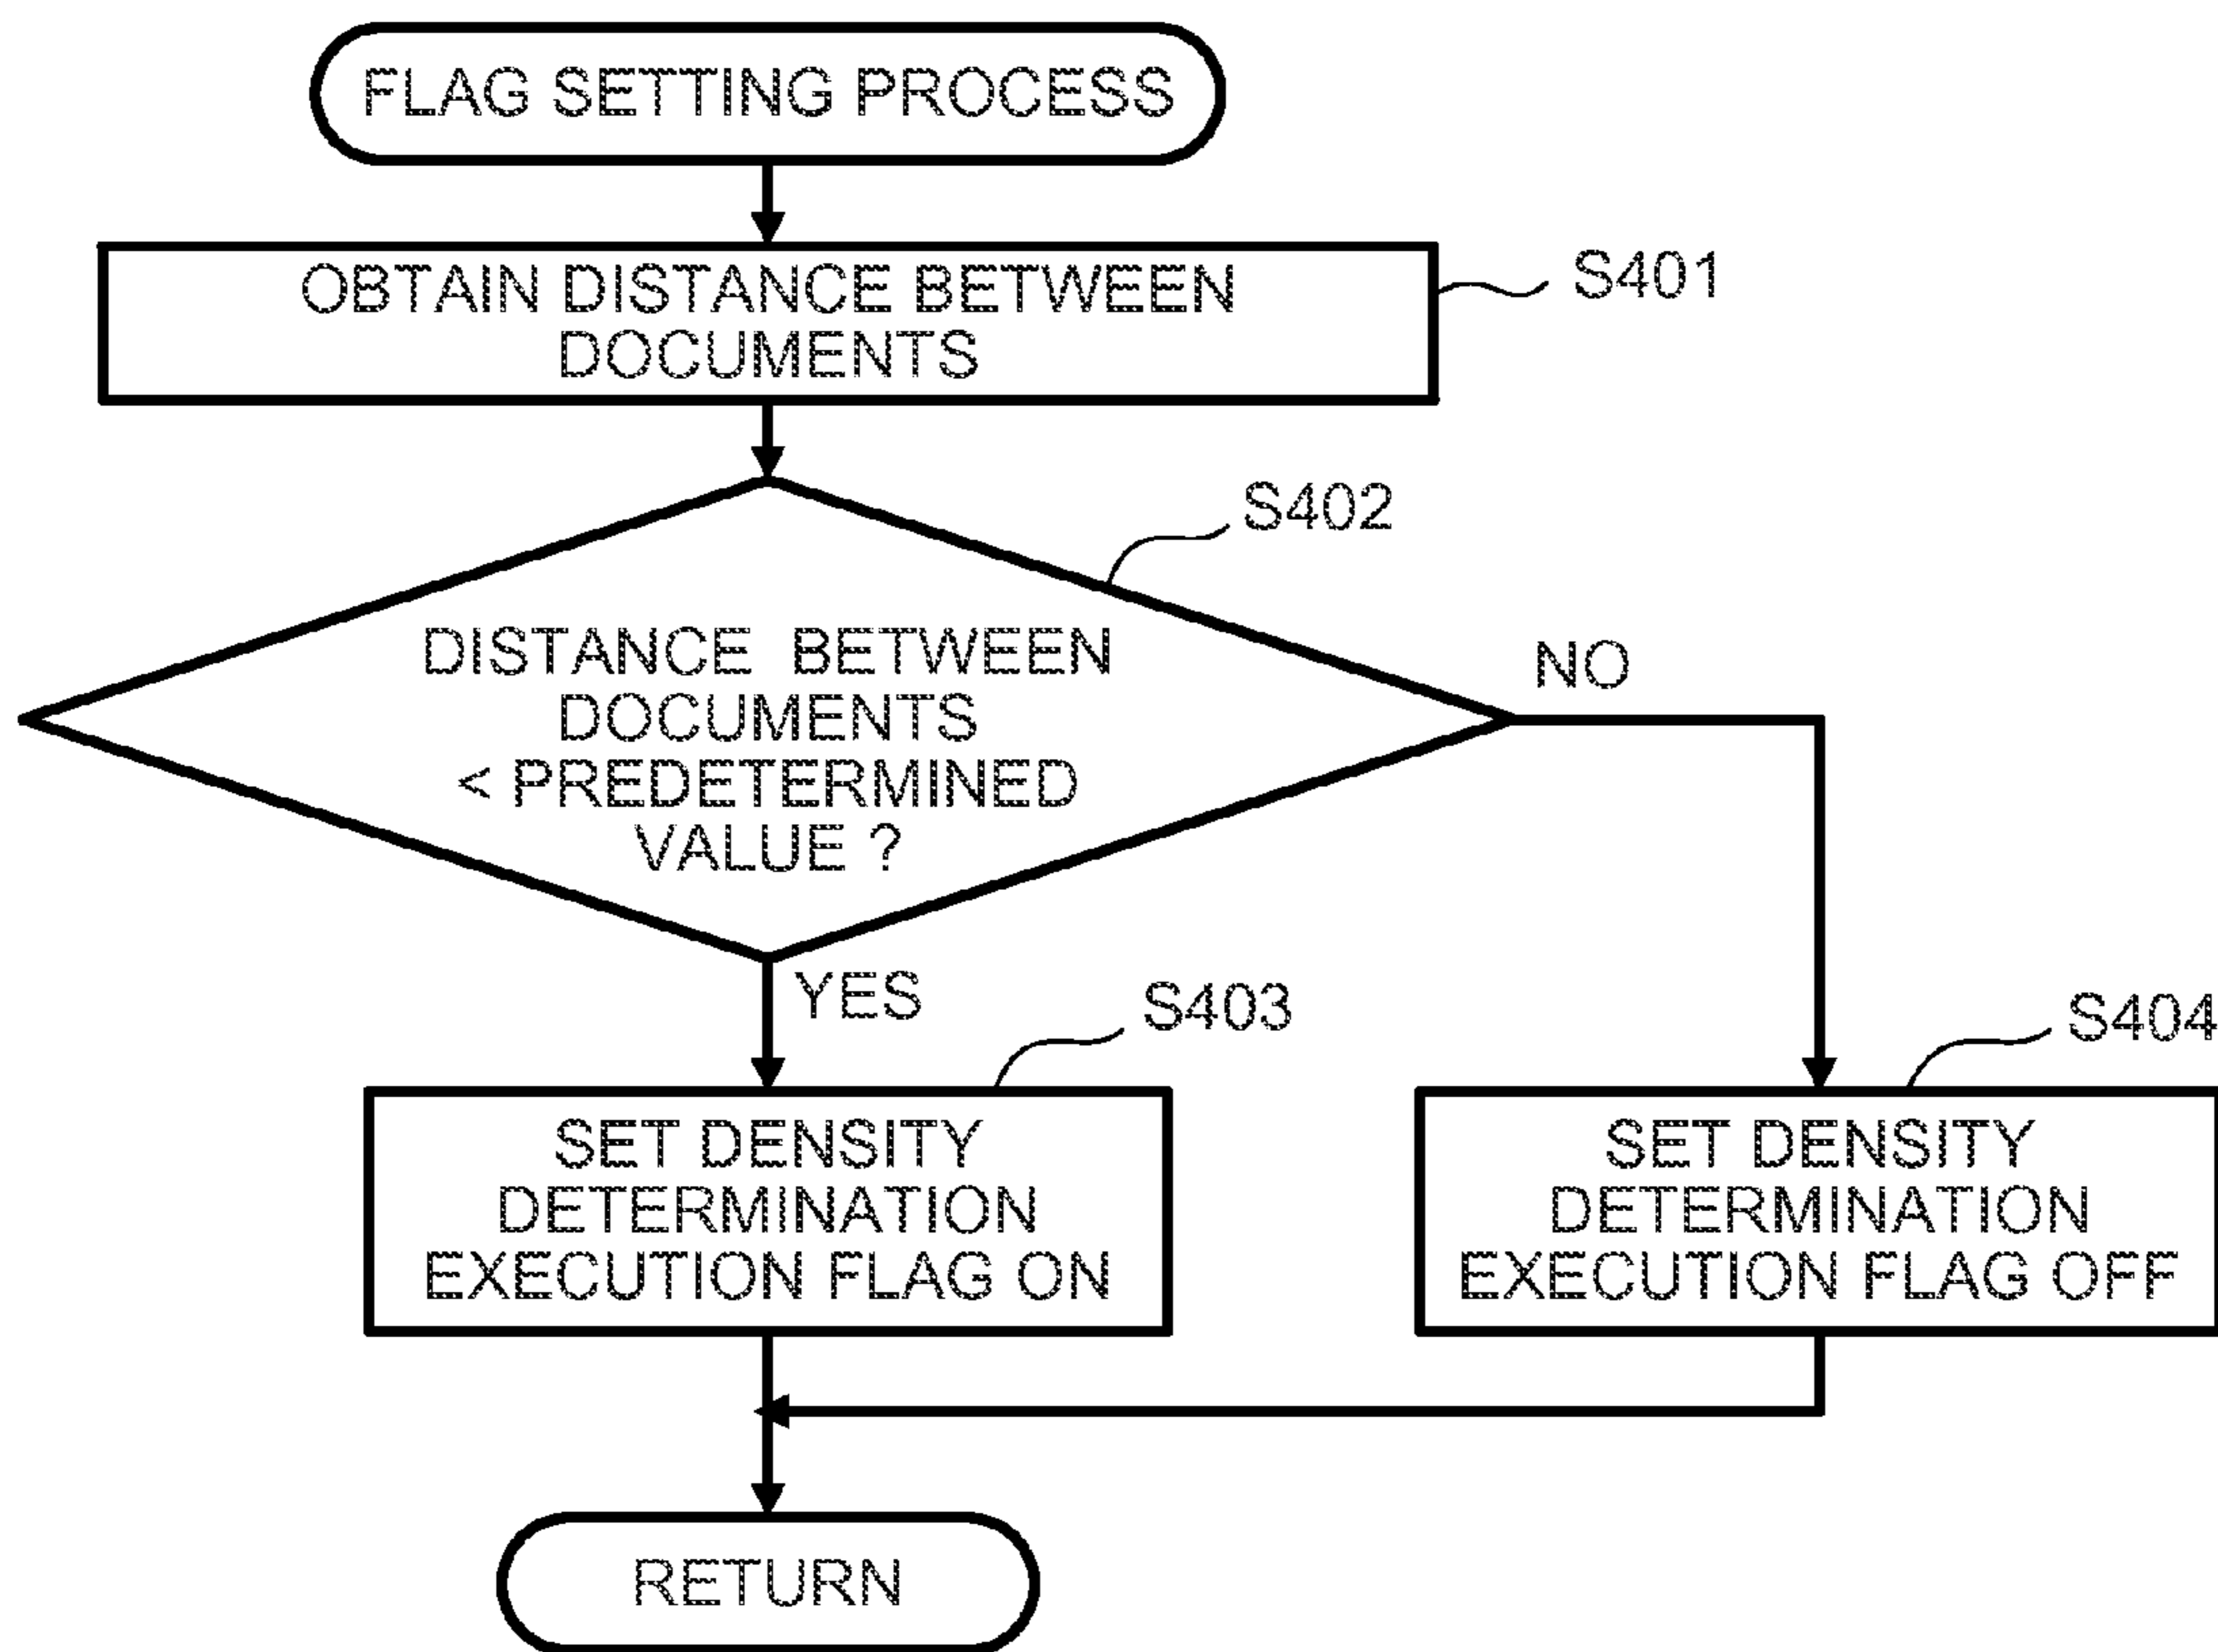 FLAG SETTING PROCESS
OBTAIN DISTANCE BETWEEN
DOCUMENTS
S401
S402
DISTANCE BETWEEN
DOCUMENTS
< PREDETERMINED
VALUE ?
NO
YES
S403
S404
SET DENSITY
DETERMINATION
EXECUTION FLAG ON
SET DENSITY
DETERMINATION
EXECUTION FLAG OFF
RETURN